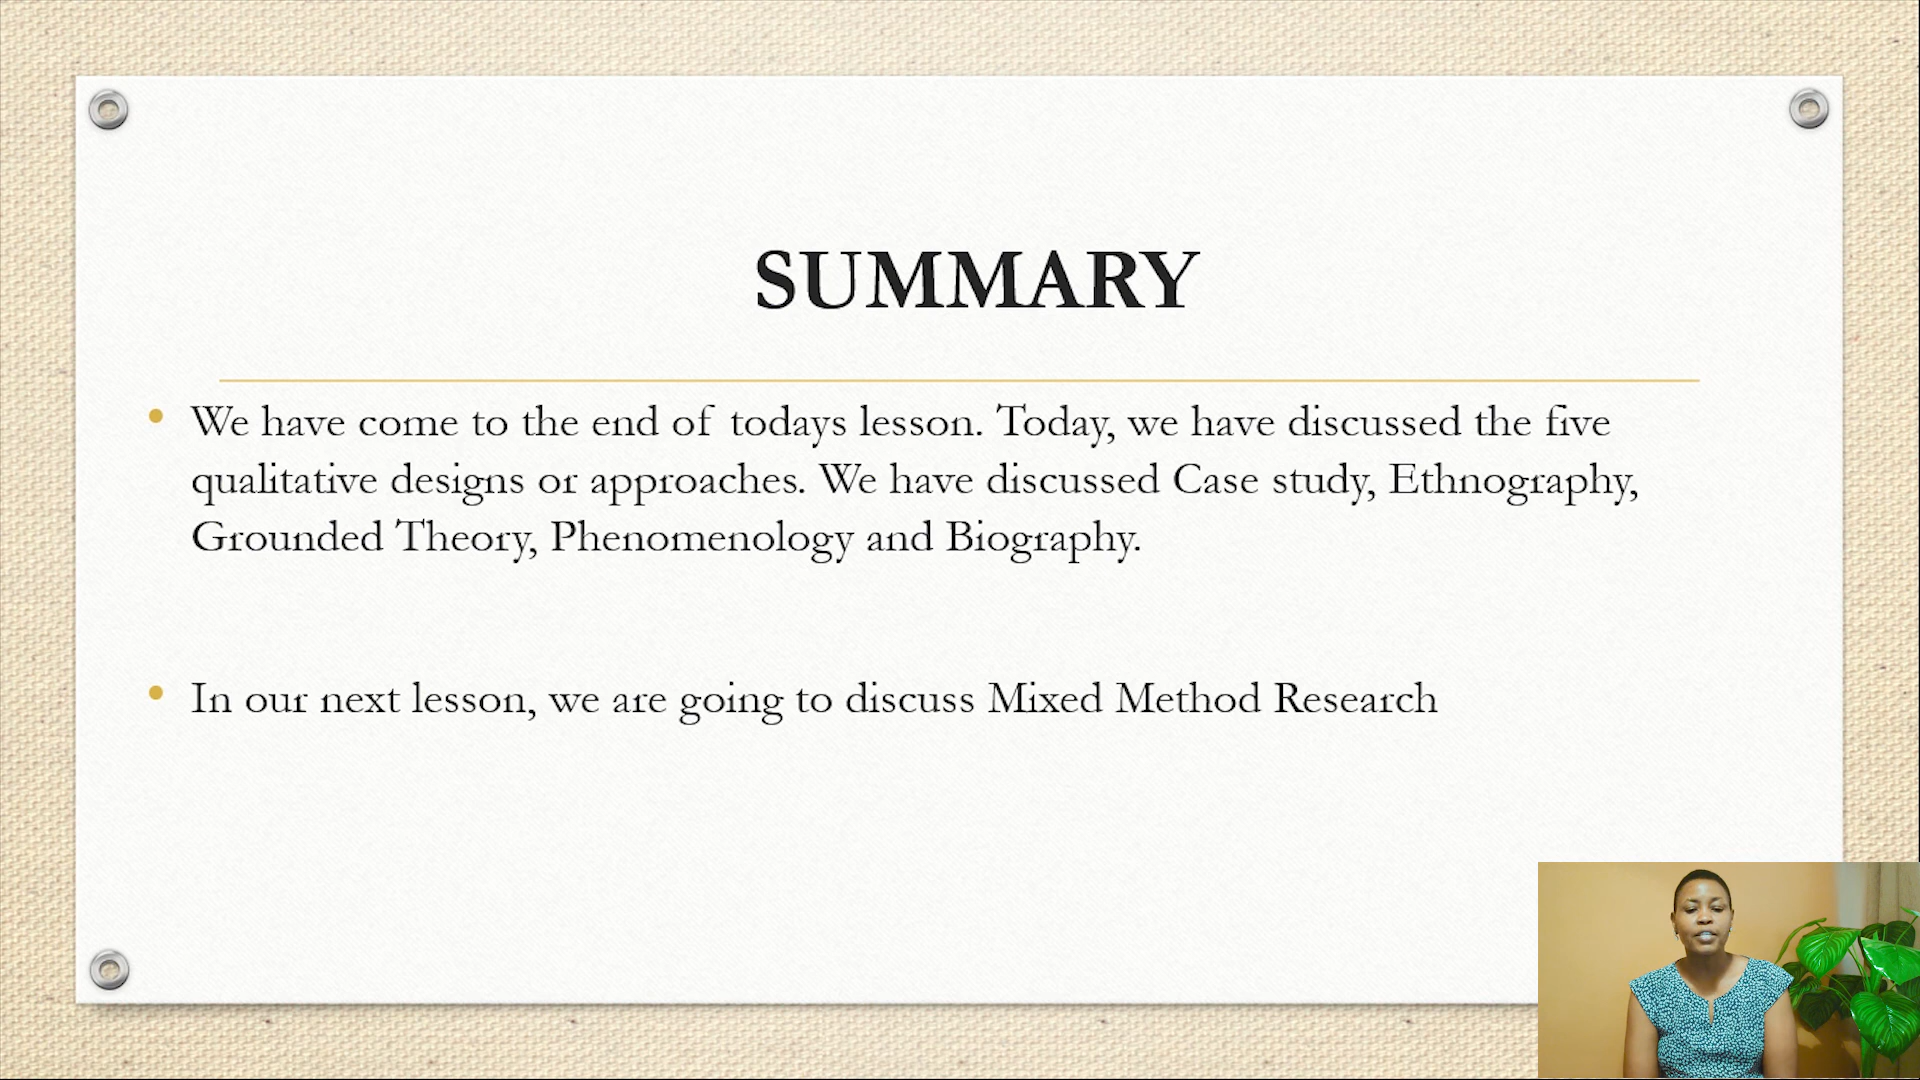 SUMMARY
• We have come to the end of todays lesson. Today, we have discussed the five
qualitative designs or approaches. We have discussed Case study, Ethnography,
Grounded Theory, Phenomenology and Biography.
• In our next lesson, we are going to discuss Mixed Method Research